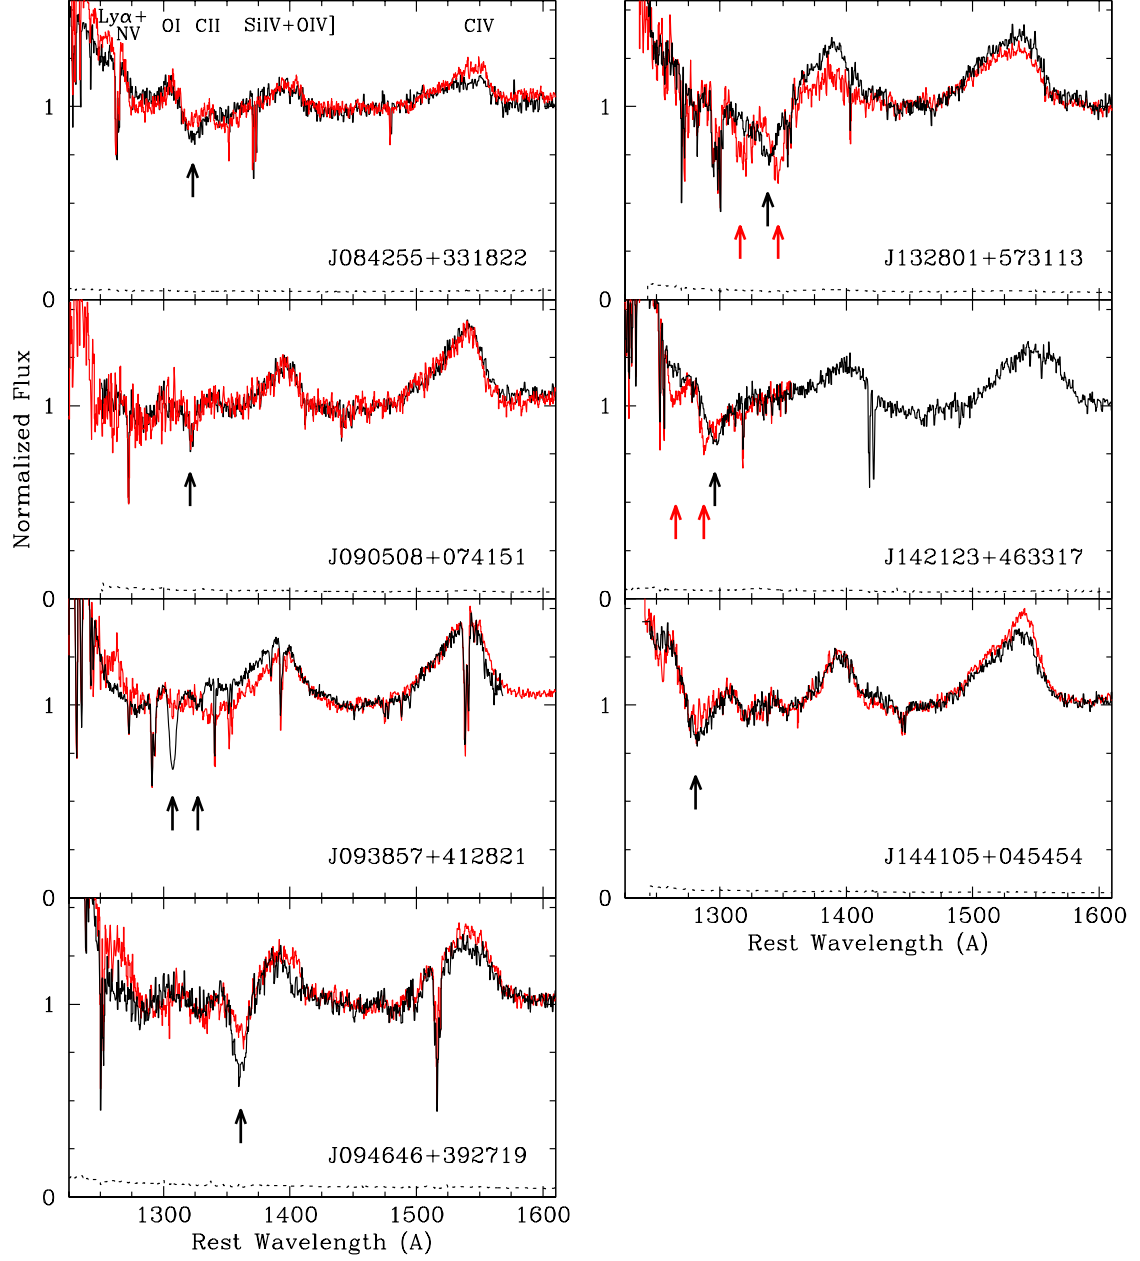 Lyα+
NV OI CII SiIV+OIV] CIV
1
J084255+331822
0
1
J090508+074151
0
1
J093857+412821
0
1
J094646+392719
0
1300 1400 1500 1600
Rest Wavelength (A)
Normalized Flux
1
J132801+573113
0
1
J142123+463317
0
1
J144105+045454
0
1300 1400 1500 1600
Rest Wavelength (A)